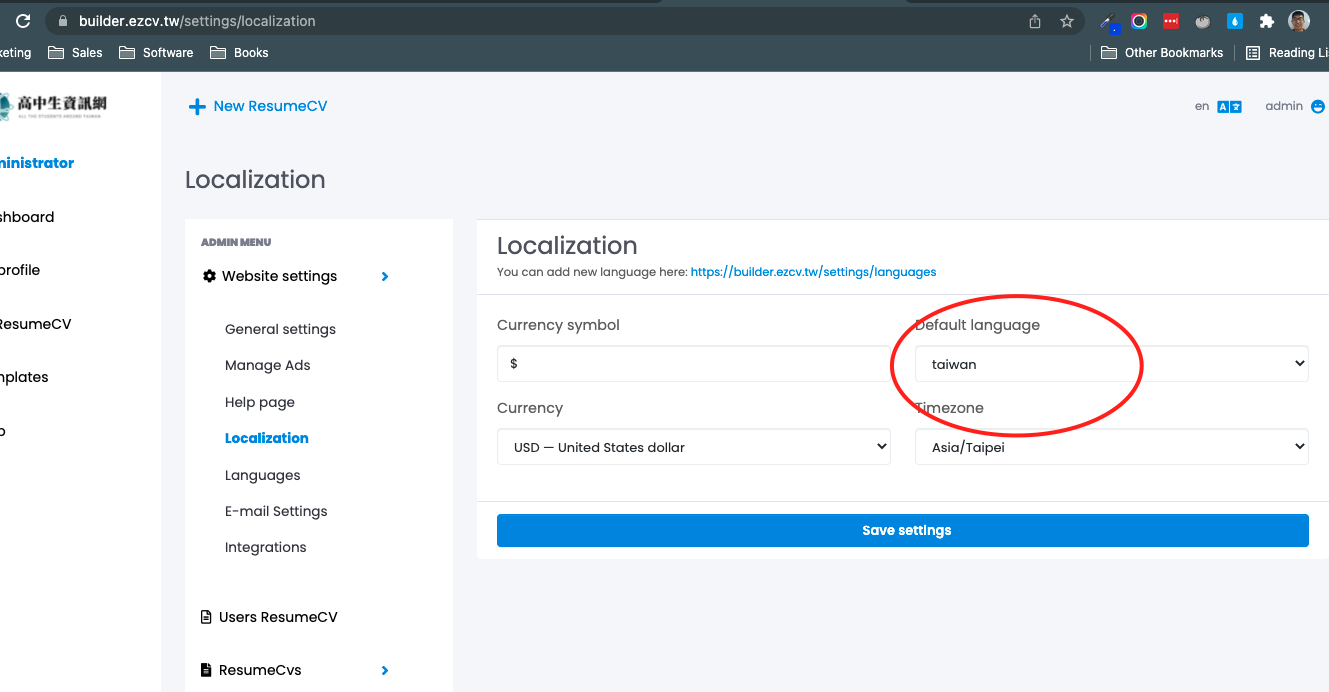 builder.ezcv.tw/settings/localization
keting Sales Software Books Other Bookmarks Reading Li
高中生資訊網
ALL THE STUDENTS AROUND TAIWAN
New ResumeCV
en
admin
ministrator
shboard
profile
ResumeCV
mplates
p
Localization
ADMIN MENU
Website settings
General settings
Manage Ads
Help page
Localization
Languages
E-mail Settings
Integrations
Users ResumeCV
ResumeCvs
Localization
You can add new language here: https://builder.ezcv.tw/settings/languages
Currency symbol
$
Default language
taiwan
Currency
USD — United States dollar
Timezone
Asia/Taipei
Save settings